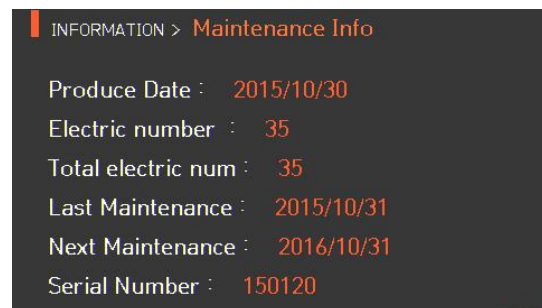 INFORMATION > Maintenance Info
Produce Date : 2015/10/30
Electric number : 35
Total electric num : 35
Last Maintenance : 2015/10/31
Next Maintenance : 2016/10/31
Serial Number : 150120